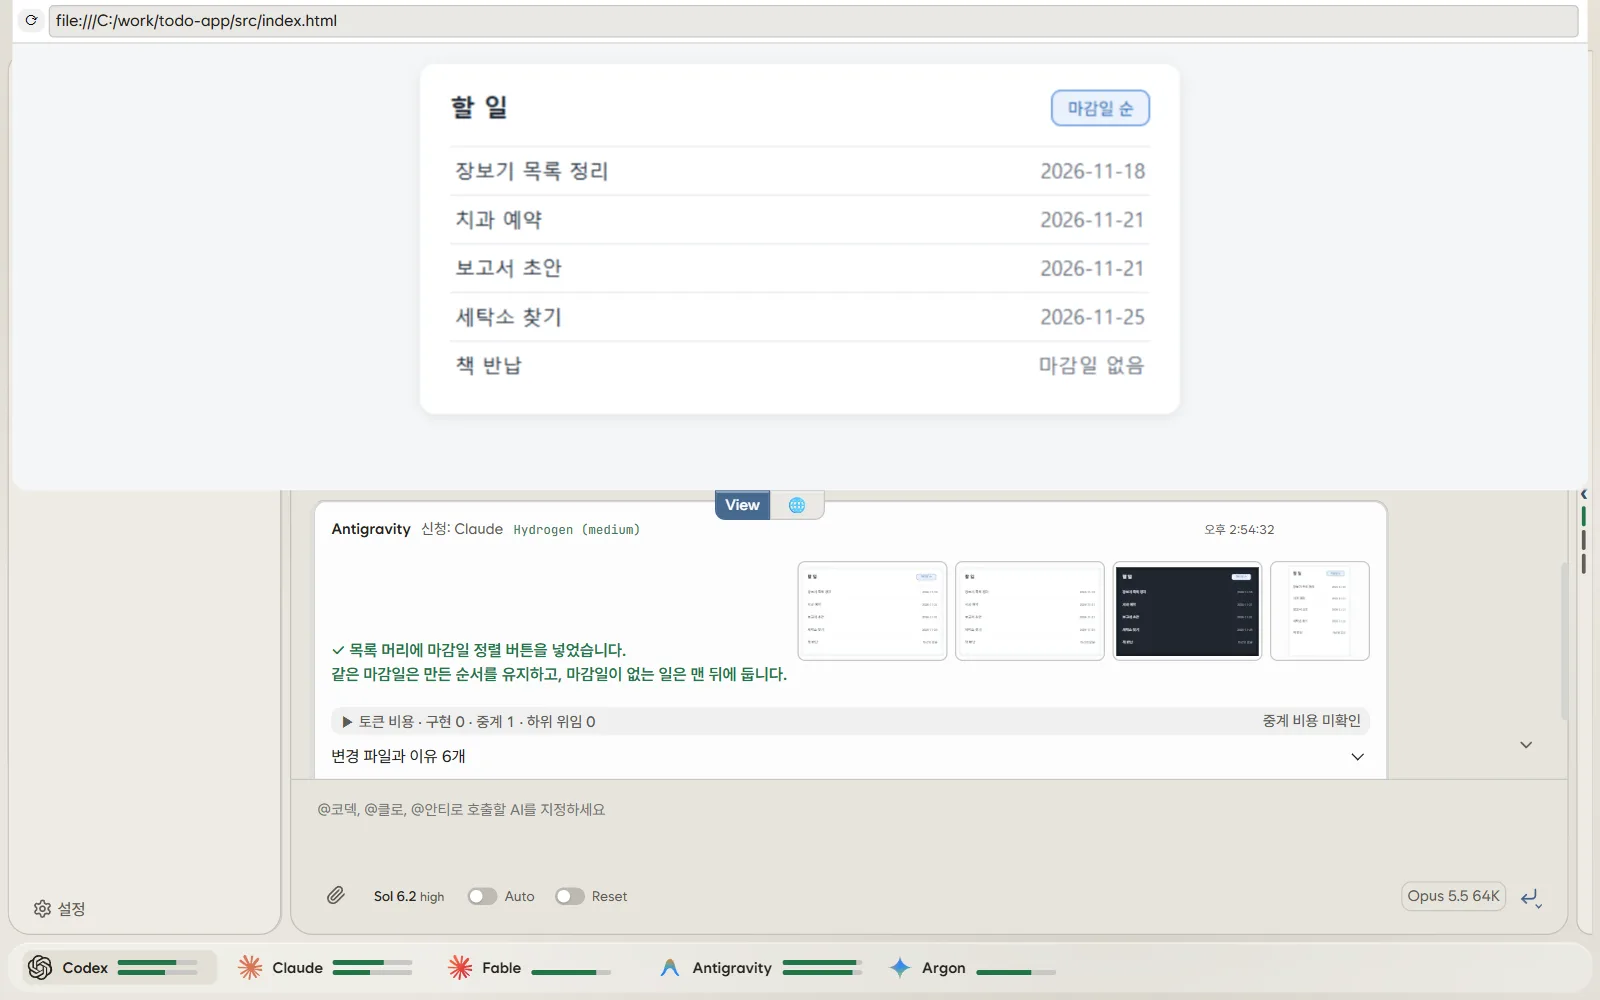 file:///C:/work/todo-app/src/index.html
할 일
마감일 순
장보기 목록 정리 2026-11-18
치과 예약 2026-11-21
보고서 초안 2026-11-21
세탁소 찾기 2026-11-25
책 반납 마감일 없음
View
Antigravity 신청: Claude Hydrogen (medium) 오후 2:54:32
✓ 목록 머리에 마감일 정렬 버튼을 넣었습니다.
같은 마감일은 만든 순서를 유지하고, 마감일이 없는 일은 맨 뒤에 둡니다.
▶ 토큰 비용 · 구현 0 · 중계 1 · 하위 위임 0 중계 비용 미확인
변경 파일과 이유 6개
@코덱, @클로, @안티로 호출할 AI를 지정하세요
Sol 6.2 high Auto Reset Opus 5.5 64K
설정
Codex Claude Fable Antigravity Argon